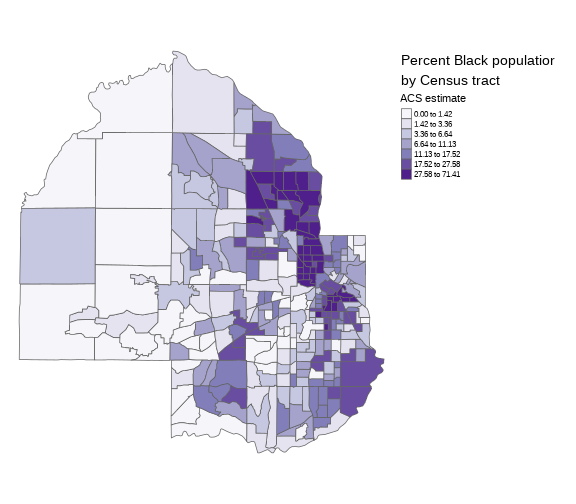 Percent Black populatior
by Census tract
ACS estimate
0.00 to 1.42
1.42 to 3.36
3.36 to 6.64
6.64 to 11.13
11.13 to 17.52
17.52 to 27.58
27.58 to 71.41